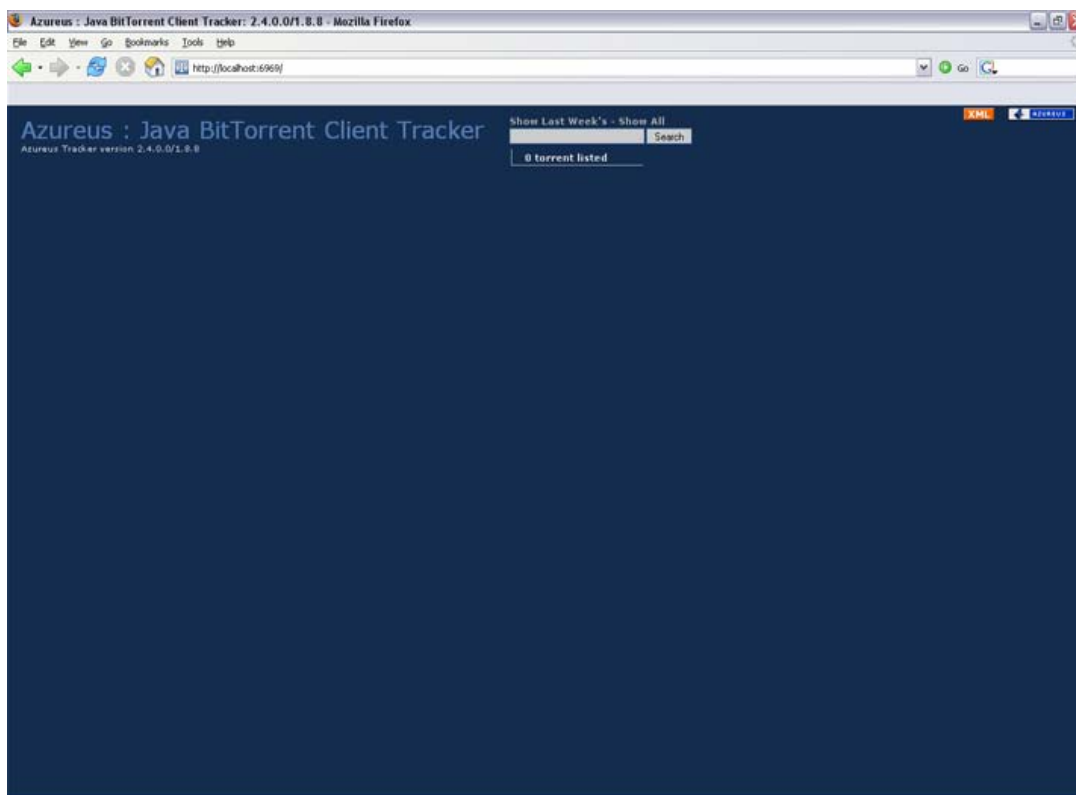 Azureus : Java BitTorrent Client Tracker: 2.4.0.0/1.8.8 - Mozilla Firefox
File Edit View Go Bookmarks Tools Help
http://localhost:6969/
Go
Azureus : Java BitTorrent Client Tracker
Azureus Tracker version 2.4.0.0/1.8.8
Show Last Week's - Show All
Search
0 torrent listed
XML
AZUREUS